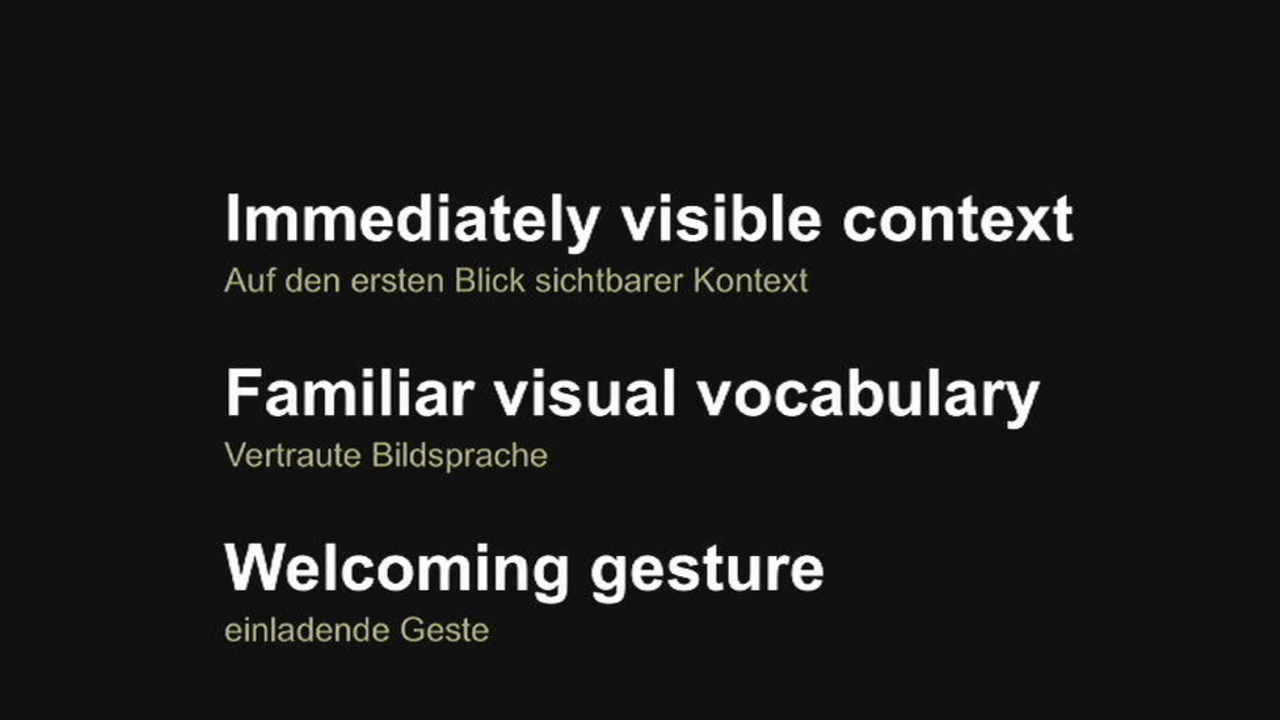 Immediately visible context
Auf den ersten Blick sichtbarer Kontext
Familiar visual vocabulary
Vertraute Bildsprache
Welcoming gesture
einladende Geste